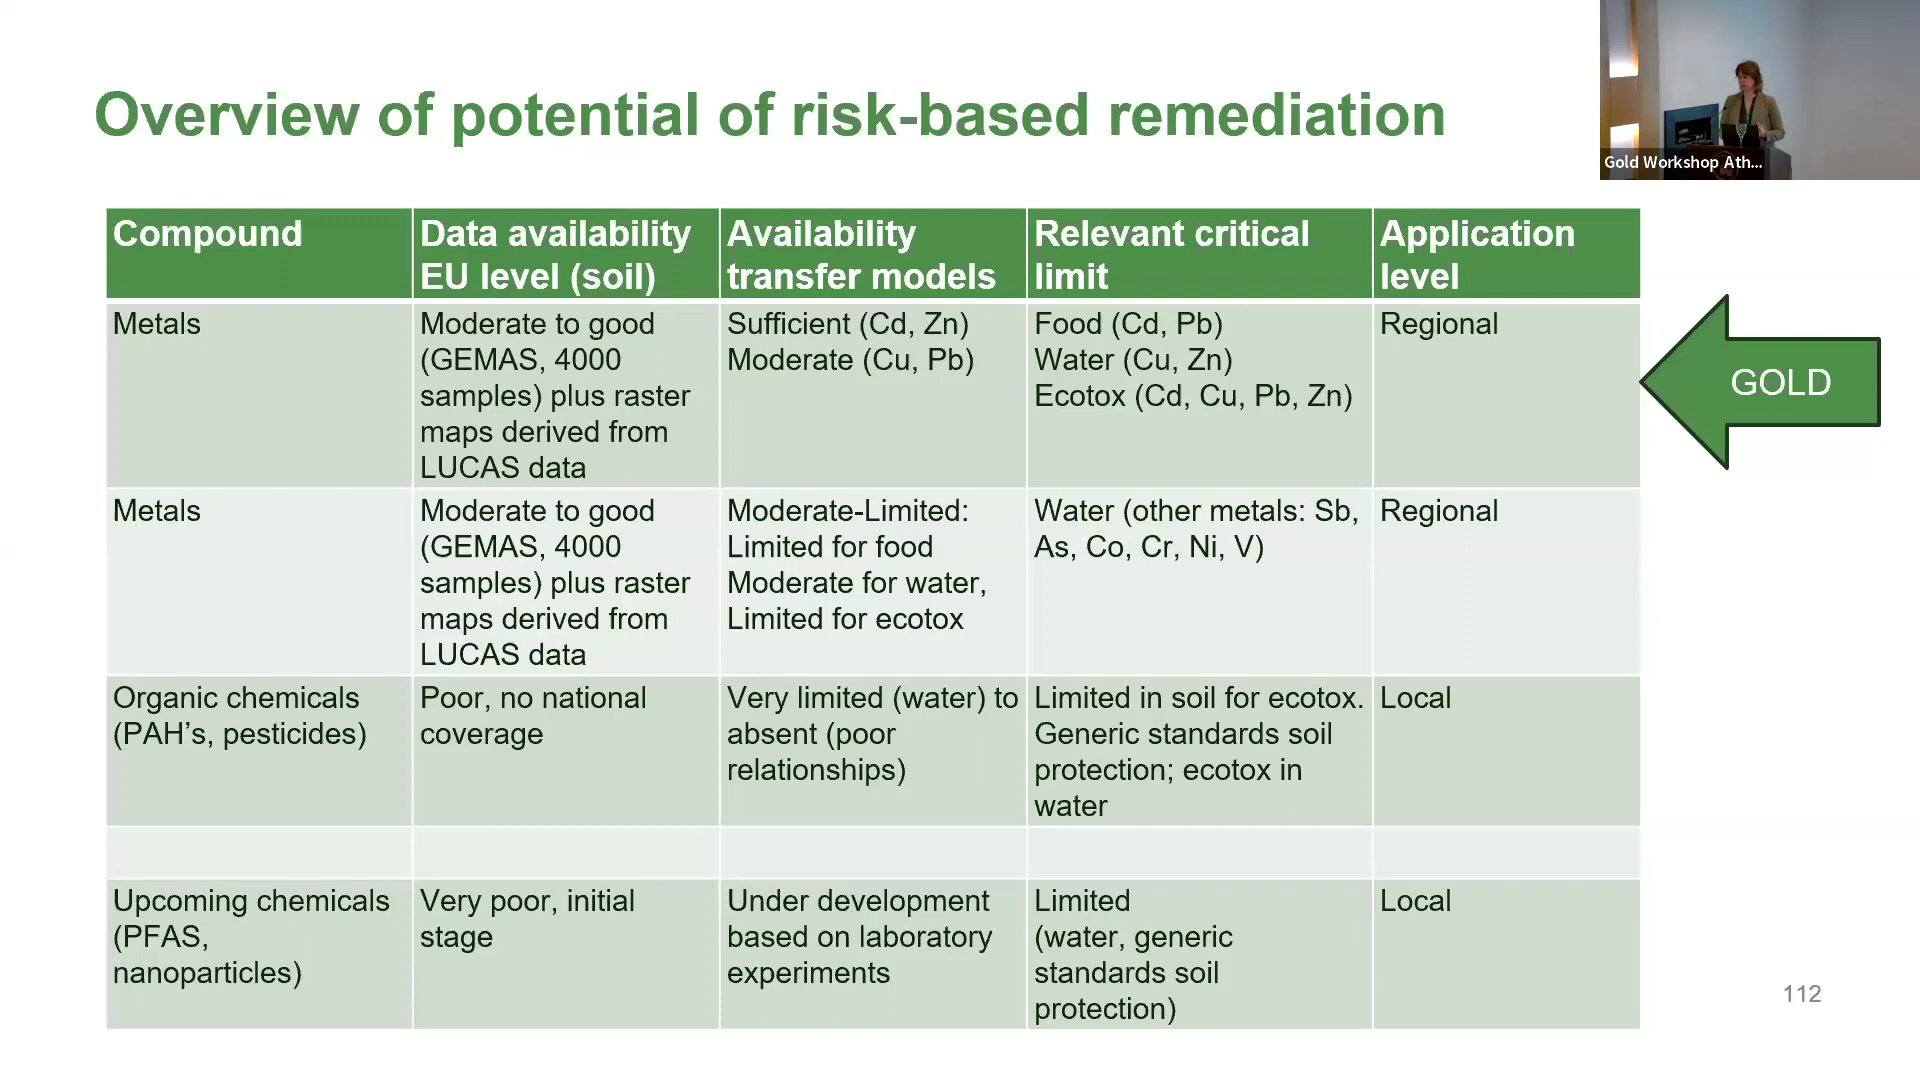 Overview of potential of risk-based remediation
Gold Workshop Ath...
Compound
Data availability
EU level (soil)
Availability
transfer models
Relevant critical
limit
Application
level
Metals
Moderate to good
(GEMAS, 4000
samples) plus raster
maps derived from
LUCAS data
Sufficient (Cd, Zn)
Moderate (Cu, Pb)
Food (Cd, Pb)
Water (Cu, Zn)
Ecotox (Cd, Cu, Pb, Zn)
Regional
GOLD
Metals
Moderate to good
(GEMAS, 4000
samples) plus raster
maps derived from
LUCAS data
Moderate-Limited:
Limited for food
Moderate for water,
Limited for ecotox
Water (other metals: Sb,
As, Co, Cr, Ni, V)
Regional
Organic chemicals
(PAH’s, pesticides)
Poor, no national
coverage
Very limited (water) to
absent (poor
relationships)
Limited in soil for ecotox.
Generic standards soil
protection; ecotox in
water
Local
Upcoming chemicals
(PFAS,
nanoparticles)
Very poor, initial
stage
Under development
based on laboratory
experiments
Limited
(water, generic
standards soil
protection)
Local
112